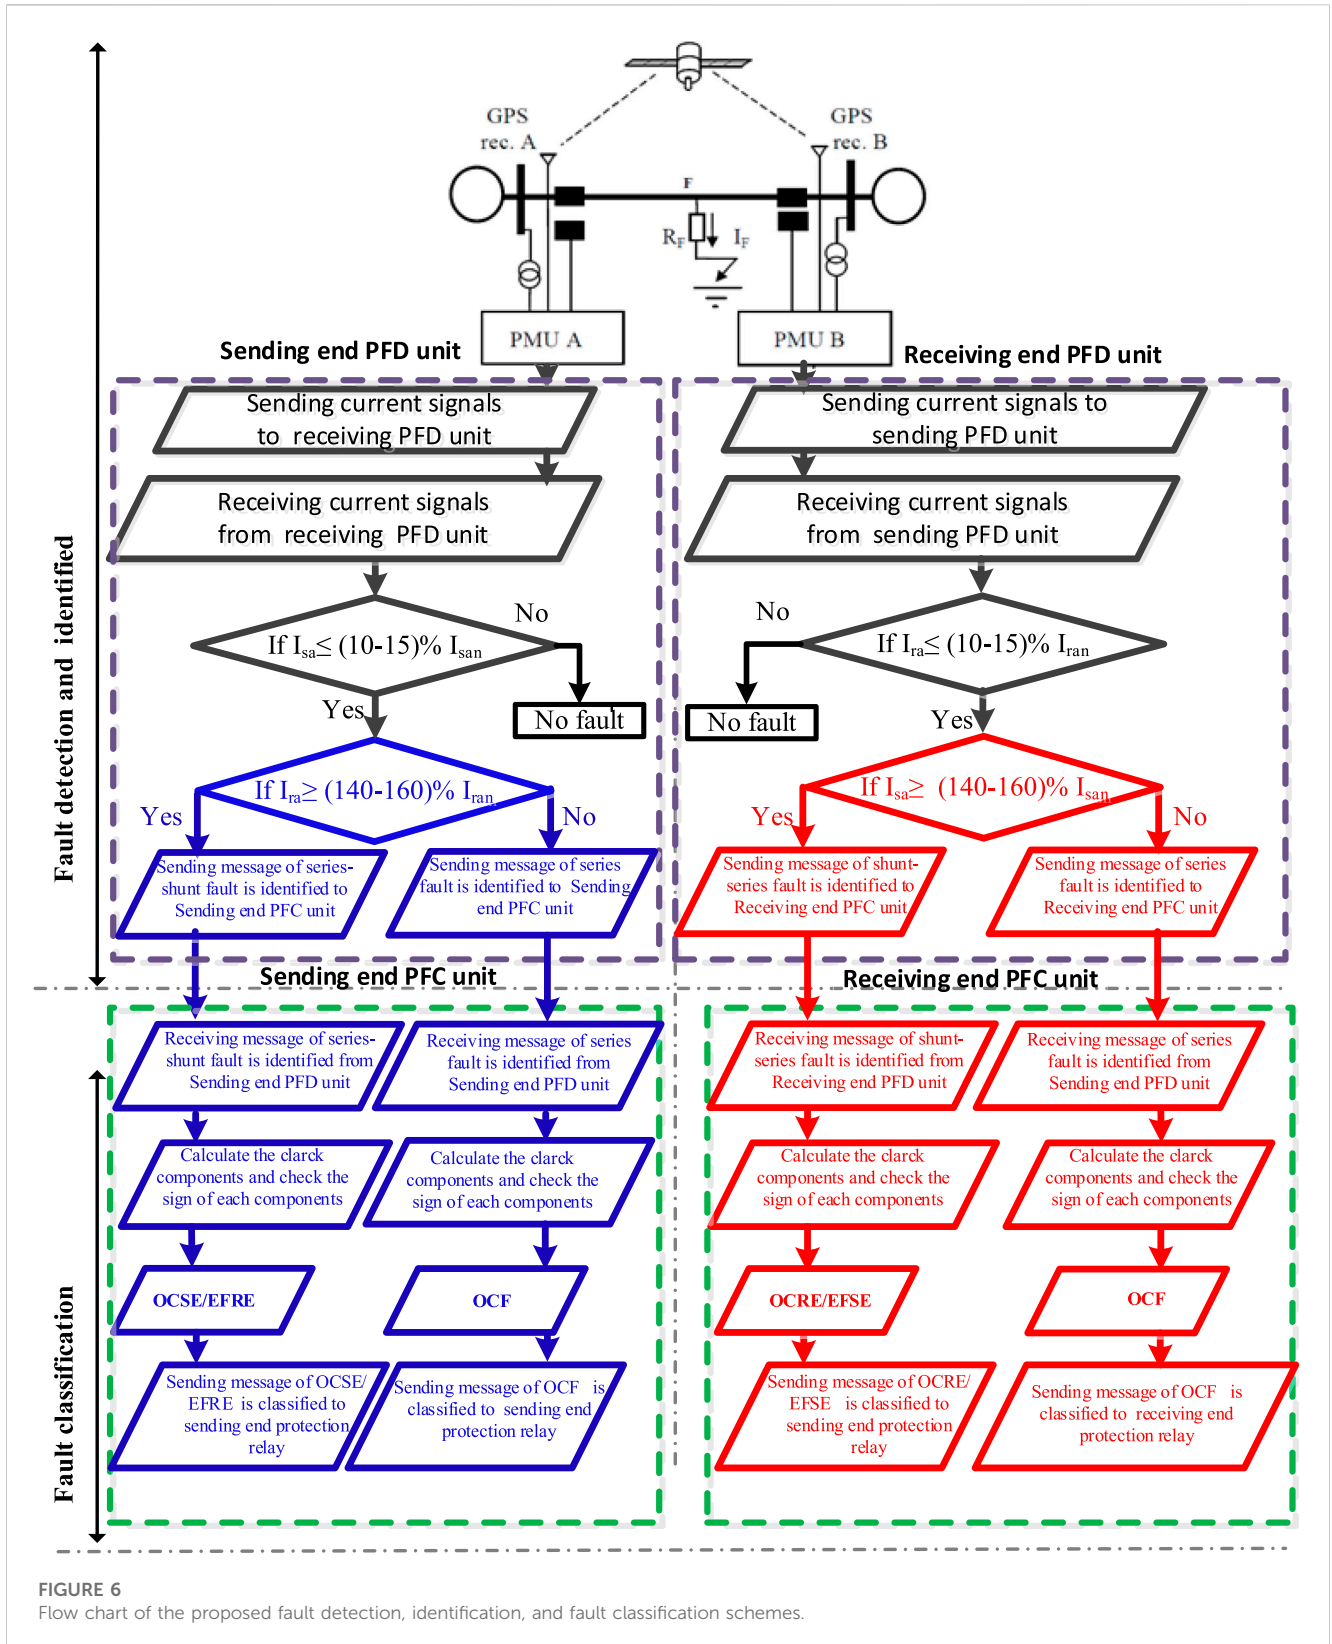 GPS
rec. A
GPS
rec. B
F
R_F
I_F
PMU A
PMU B
Sending end PFD unit
Receiving end PFD unit
Fault detection and identified
Sending current signals
to receiving PFD unit
Receiving current signals
from receiving PFD unit
If I_sa ≤ (10-15)% I_san
No
No fault
Yes
If I_ra ≥ (140-160)% I_ran
Yes
No
Sending message of series-
shunt fault is identified to
Sending end PFC unit
Sending message of series
fault is identified to Sending
end PFC unit
Sending current signals to
sending PFD unit
Receiving current signals
from sending PFD unit
If I_ra ≤ (10-15)% I_ran
No
No fault
Yes
If I_sa ≥ (140-160)% I_san
Yes
No
Sending message of shunt-
series fault is identified to
Receiving end PFC unit
Sending message of series
fault is identified to
Receiving end PFC unit
Sending end PFC unit
Receiving end PFC unit
Fault classification
Receiving message of series-
shunt fault is identified from
Sending end PFD unit
Receiving message of series
fault is identified from
Sending end PFD unit
Calculate the clarck
components and check the
sign of each components
Calculate the clarck
components and check the
sign of each components
OCSE/EFRE
OCF
Sending message of OCSE/
EFRE is classified to
sending end protection
relay
Sending message of OCF is
classified to sending end
protection relay
Receiving message of shunt-
series fault is identified from
Receiving end PFD unit
Receiving message of series
fault is identified from
Sending end PFD unit
Calculate the clarck
components and check the
sign of each components
Calculate the clarck
components and check the
sign of each components
OCRE/EFSE
OCF
Sending message of OCRE/
EFSE is classified to
sending end protection
relay
Sending message of OCF is
classified to receiving end
protection relay
FIGURE 6
Flow chart of the proposed fault detection, identification, and fault classification schemes.